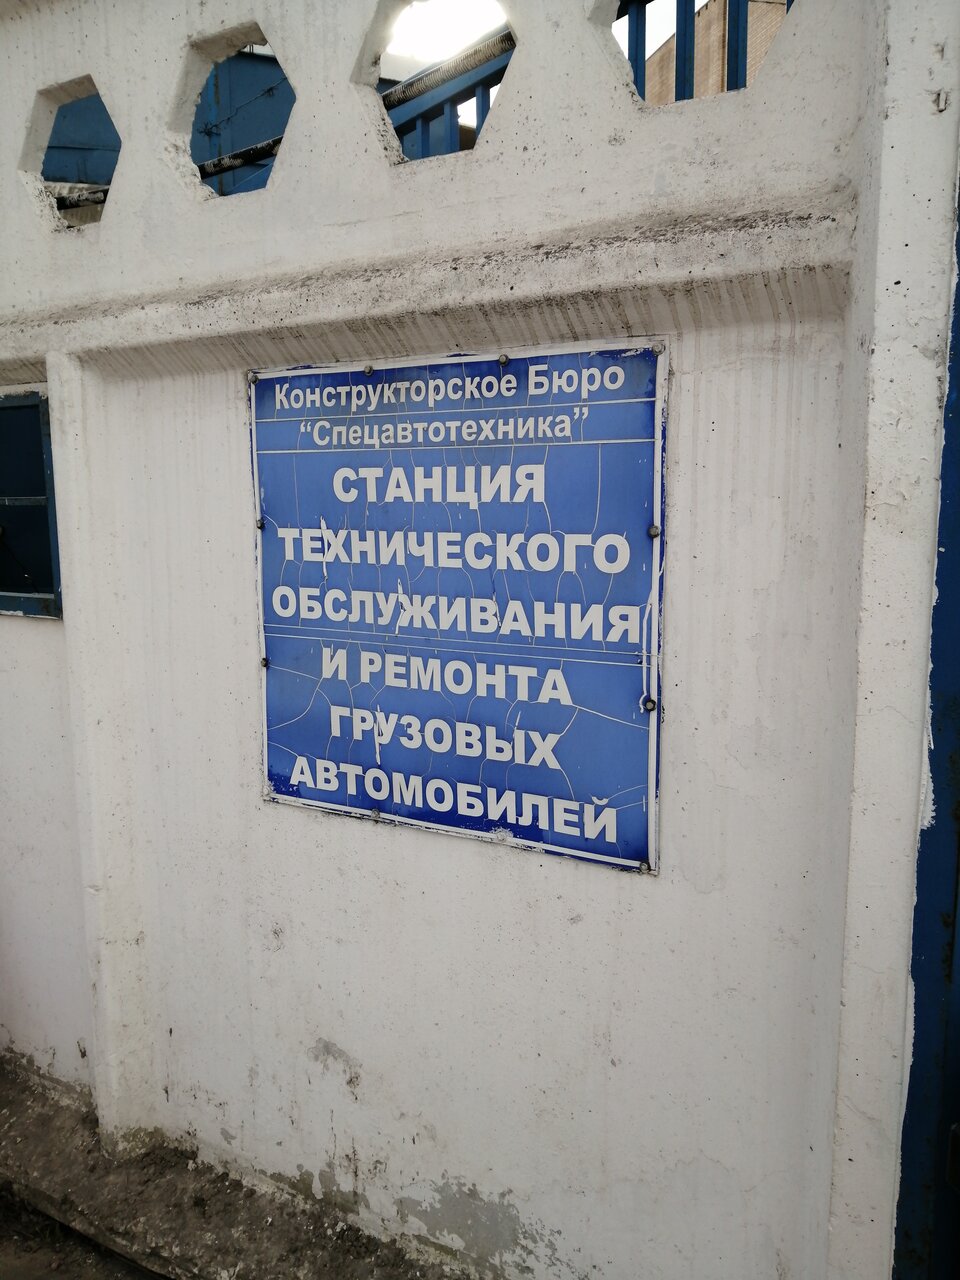 Конструкторское Бюро
“Спецавтотехника”
СТАНЦИЯ
ТЕХНИЧЕСКОГО
ОБСЛУЖИВАНИЯ
И РЕМОНТА
ГРУЗОВЫХ
АВТОМОБИЛЕЙ